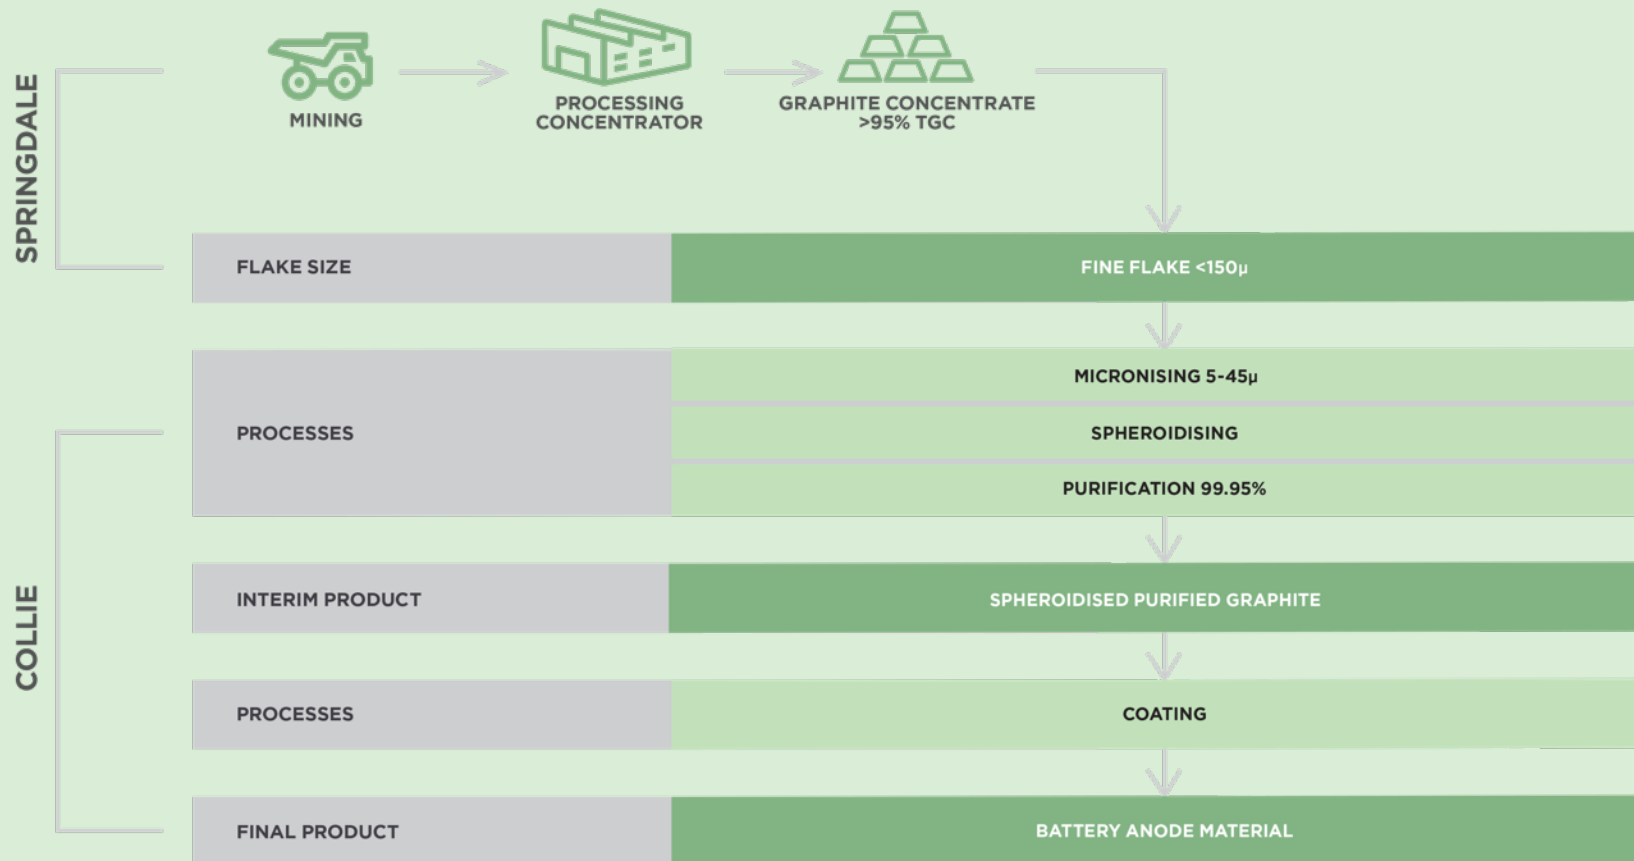 SPRINGDALE
MINING
PROCESSING
CONCENTRATOR
GRAPHITE CONCENTRATE
>95% TGC
FLAKE SIZE
FINE FLAKE <150µ
PROCESSES
MICRONISING 5-45µ
SPHEROIDISING
PURIFICATION 99.95%
COLLIE
INTERIM PRODUCT
SPHEROIDISED PURIFIED GRAPHITE
PROCESSES
COATING
FINAL PRODUCT
BATTERY ANODE MATERIAL